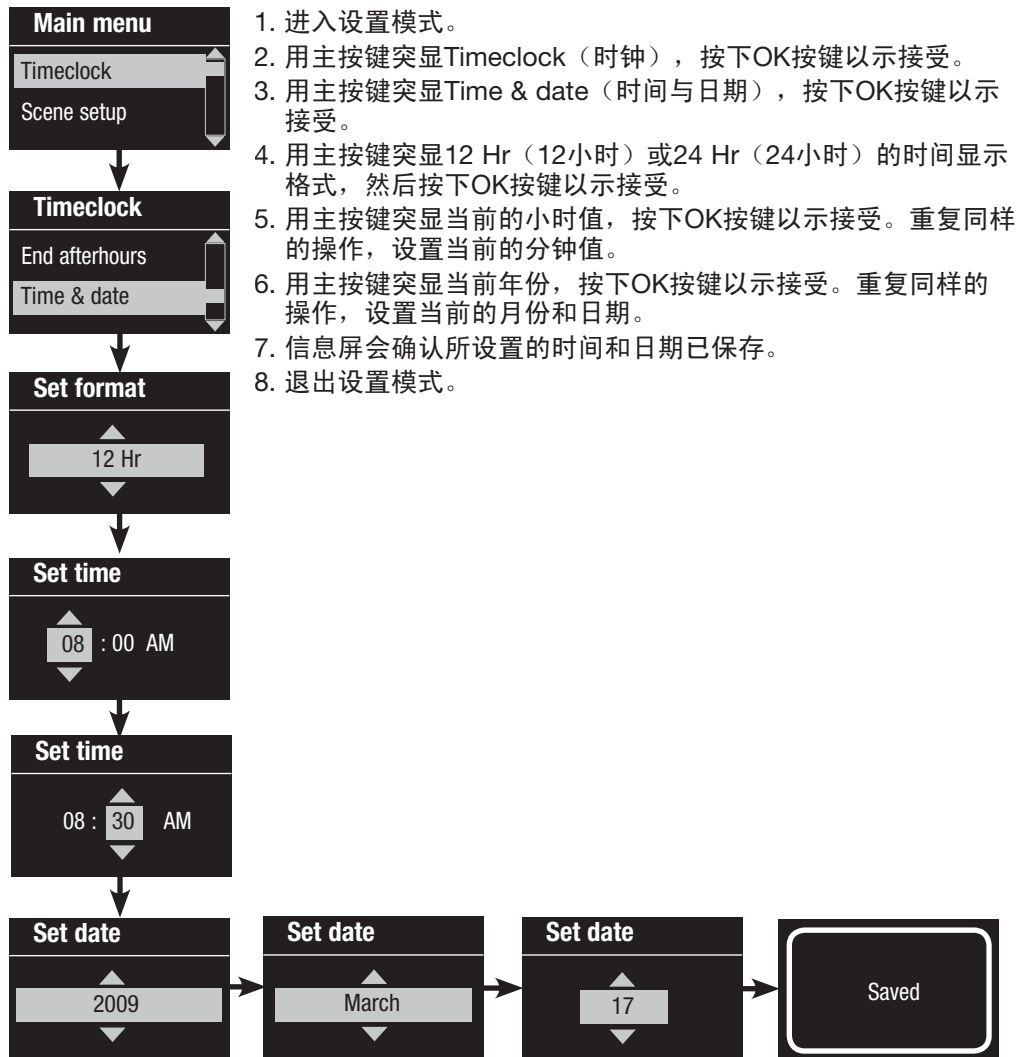 Main menu
Timeclock
Scene setup
Timeclock
End afterhours
Time & date
Set format
12 Hr
Set time
08 : 00 AM
Set time
08 : 30 AM
Set date
2009
Set date
March
Set date
17
Saved
1. 进入设置模式。
2. 用主按键突显Timeclock（时钟），按下OK按键以示接受。
3. 用主按键突显Time & date（时间与日期），按下OK按键以示
接受。
4. 用主按键突显12 Hr（12小时）或24 Hr（24小时）的时间显示
格式，然后按下OK按键以示接受。
5. 用主按键突显当前的小时值，按下OK按键以示接受。重复同样
的操作，设置当前的分钟值。
6. 用主按键突显当前年份，按下OK按键以示接受。重复同样的
操作，设置当前的月份和日期。
7. 信息屏会确认所设置的时间和日期已保存。
8. 退出设置模式。